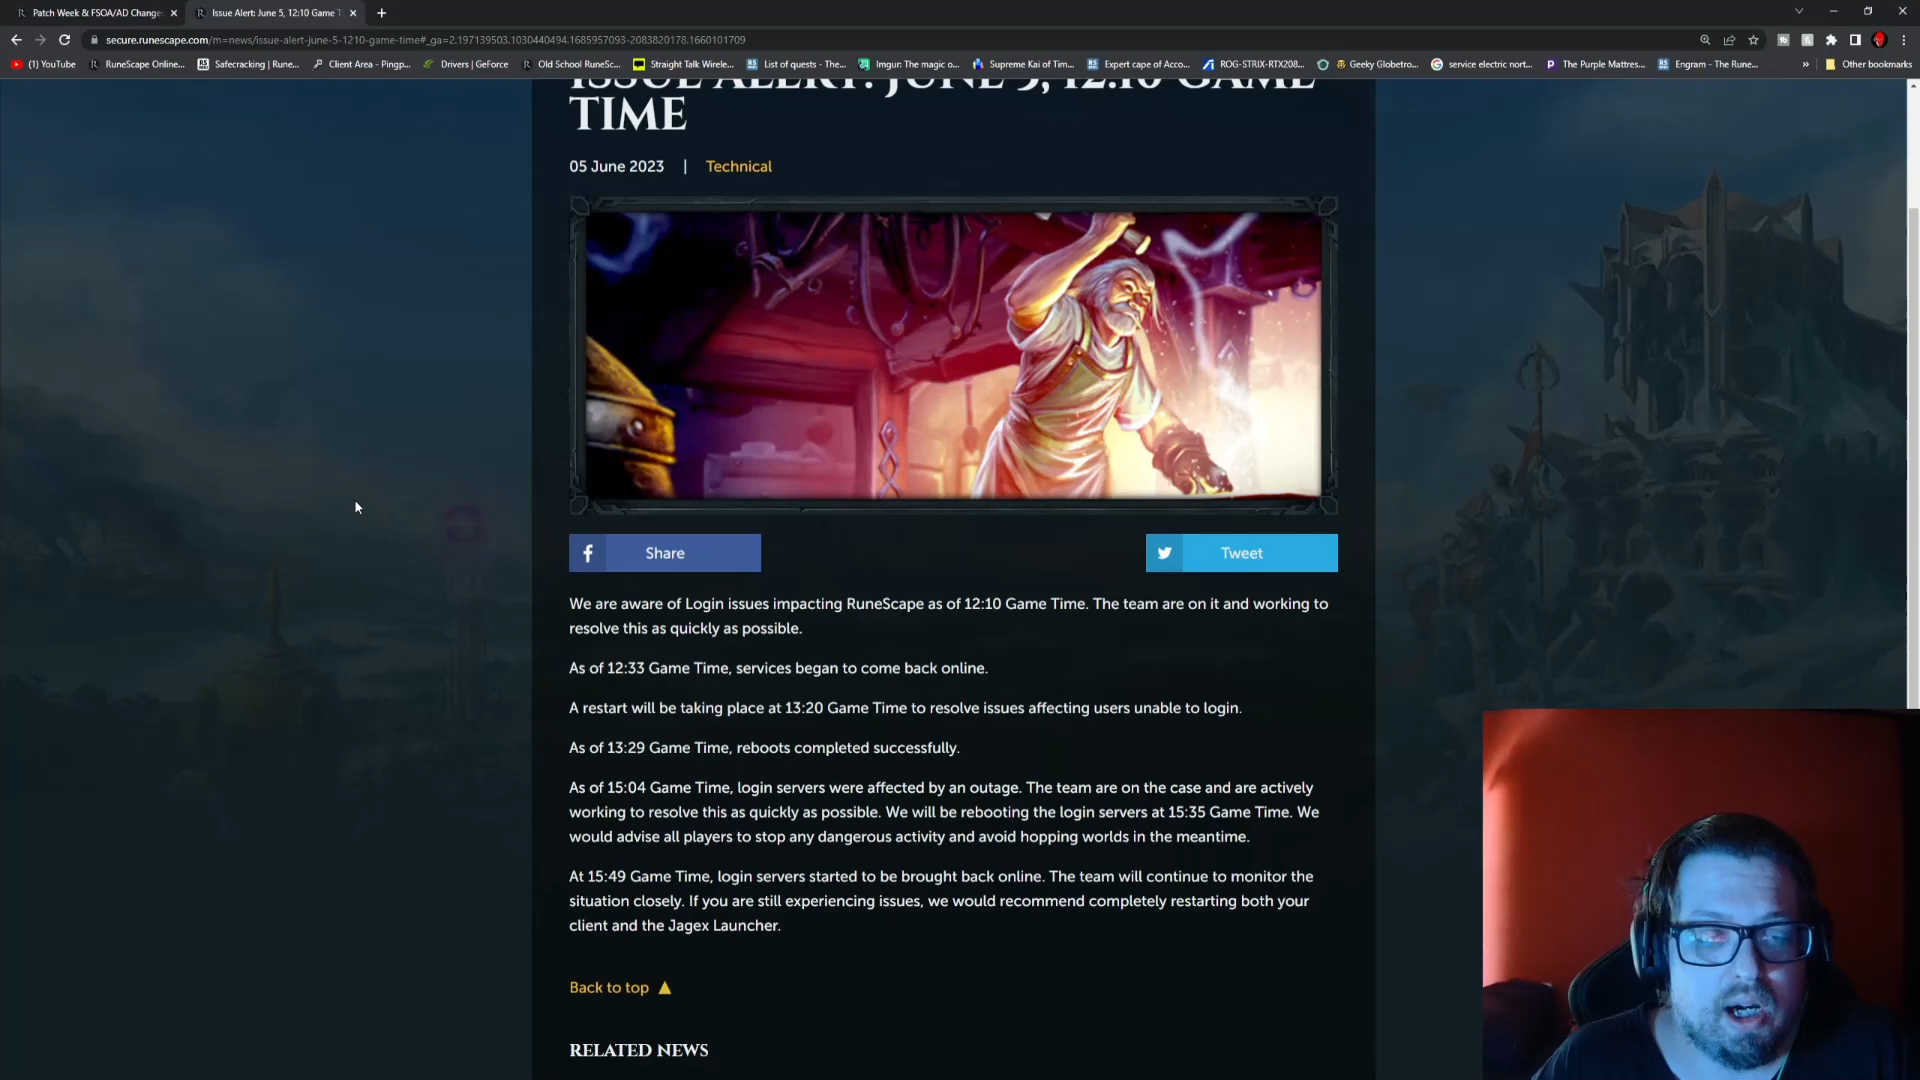 Patch Week & FSOA/AD Change
Issue Alert: June 5, 12:10 Game T
secure.runescape.com/m=news/issue-alert-june-5-1210-game-time#_ga=2.197139503.1030440494.1685957093-2083820178.1660101709
(1) YouTube
RuneScape Online...
Safecracking | Rune...
Client Area - Pingp...
Drivers | GeForce
Old School RuneSc...
Straight Talk Wirele...
List of quests - The...
Imgur: The magic o...
Supreme Kai of Tim...
Expert cape of Acco...
ROG-STRIX-RTX208...
Geeky Globetro...
service electric nort...
The Purple Mattres...
Engram - The Rune...
»
Other bookmarks
ISSUE ALERT: JUNE 5, 12:10 GAME
TIME
05 June 2023 | Technical
Share
Tweet
We are aware of Login issues impacting RuneScape as of 12:10 Game Time. The team are on it and working to
resolve this as quickly as possible.
As of 12:33 Game Time, services began to come back online.
A restart will be taking place at 13:20 Game Time to resolve issues affecting users unable to login.
As of 13:29 Game Time, reboots completed successfully.
As of 15:04 Game Time, login servers were affected by an outage. The team are on the case and are actively
working to resolve this as quickly as possible. We will be rebooting the login servers at 15:35 Game Time. We
would advise all players to stop any dangerous activity and avoid hopping worlds in the meantime.
At 15:49 Game Time, login servers started to be brought back online. The team will continue to monitor the
situation closely. If you are still experiencing issues, we would recommend completely restarting both your
client and the Jagex Launcher.
Back to top
RELATED NEWS